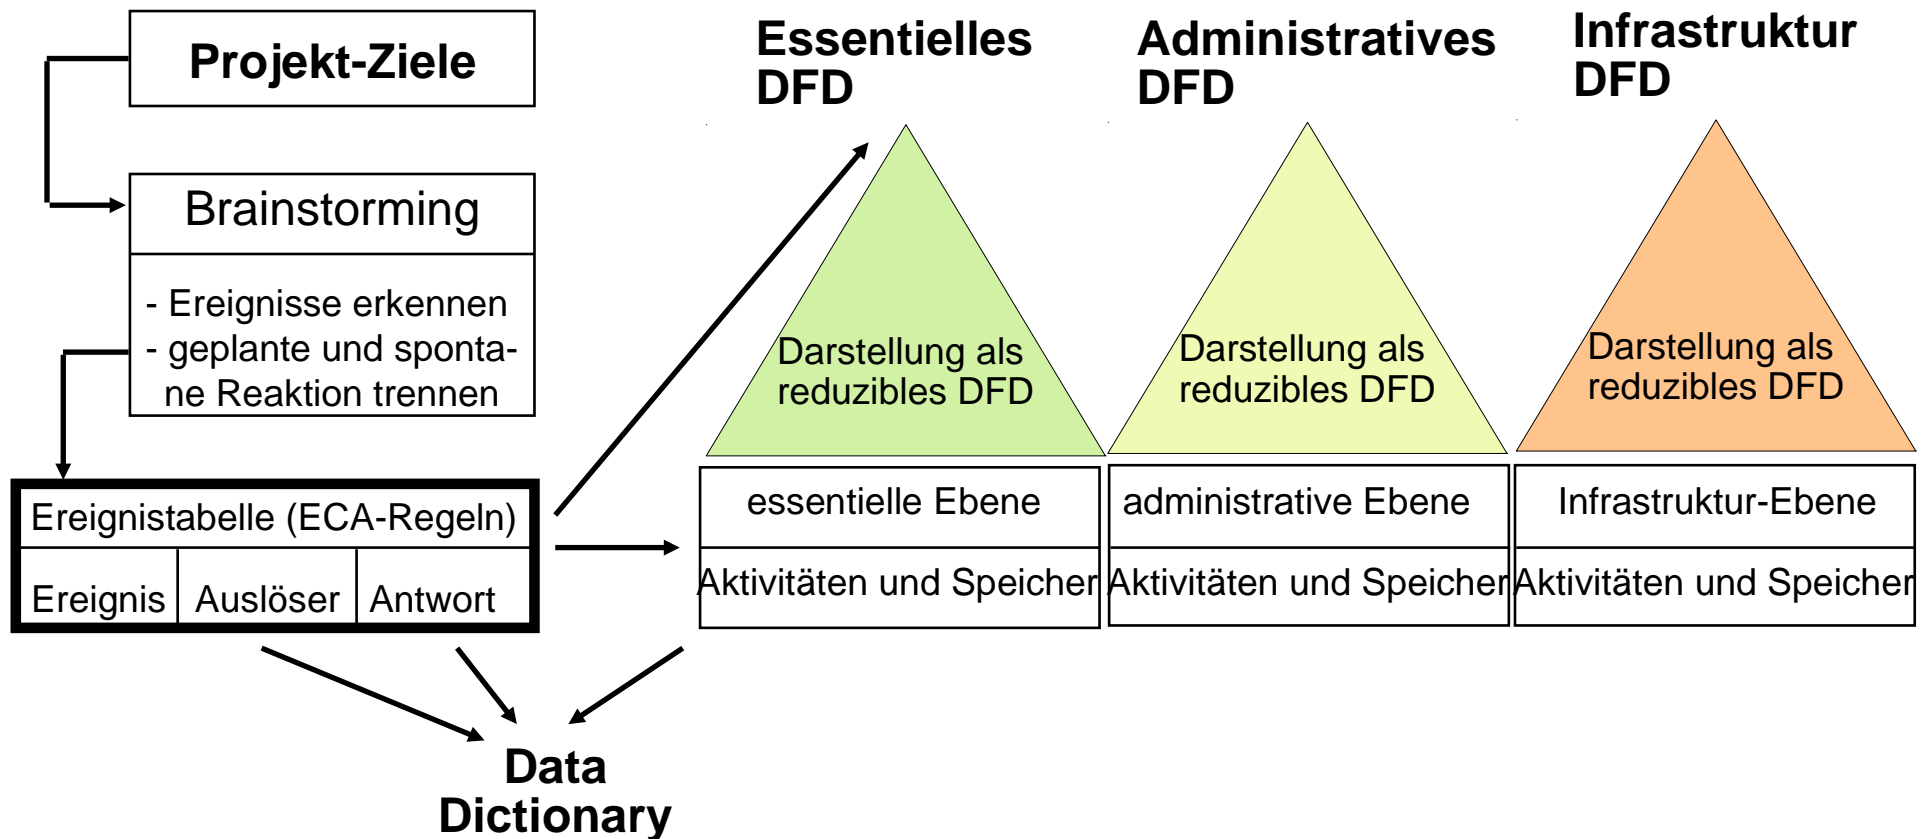 Projekt-Ziele
Brainstorming
- Ereignisse erkennen
- geplante und sponta-
ne Reaktion trennen
Ereignistabelle (ECA-Regeln)
Ereignis
Auslöser
Antwort
Essentielles
DFD
Darstellung als
reduzibles DFD
essentielle Ebene
Aktivitäten und Speicher
Administratives
DFD
Darstellung als
reduzibles DFD
administrative Ebene
Aktivitäten und Speicher
Infrastruktur
DFD
Darstellung als
reduzibles DFD
Infrastruktur-Ebene
Aktivitäten und Speicher
Data
Dictionary